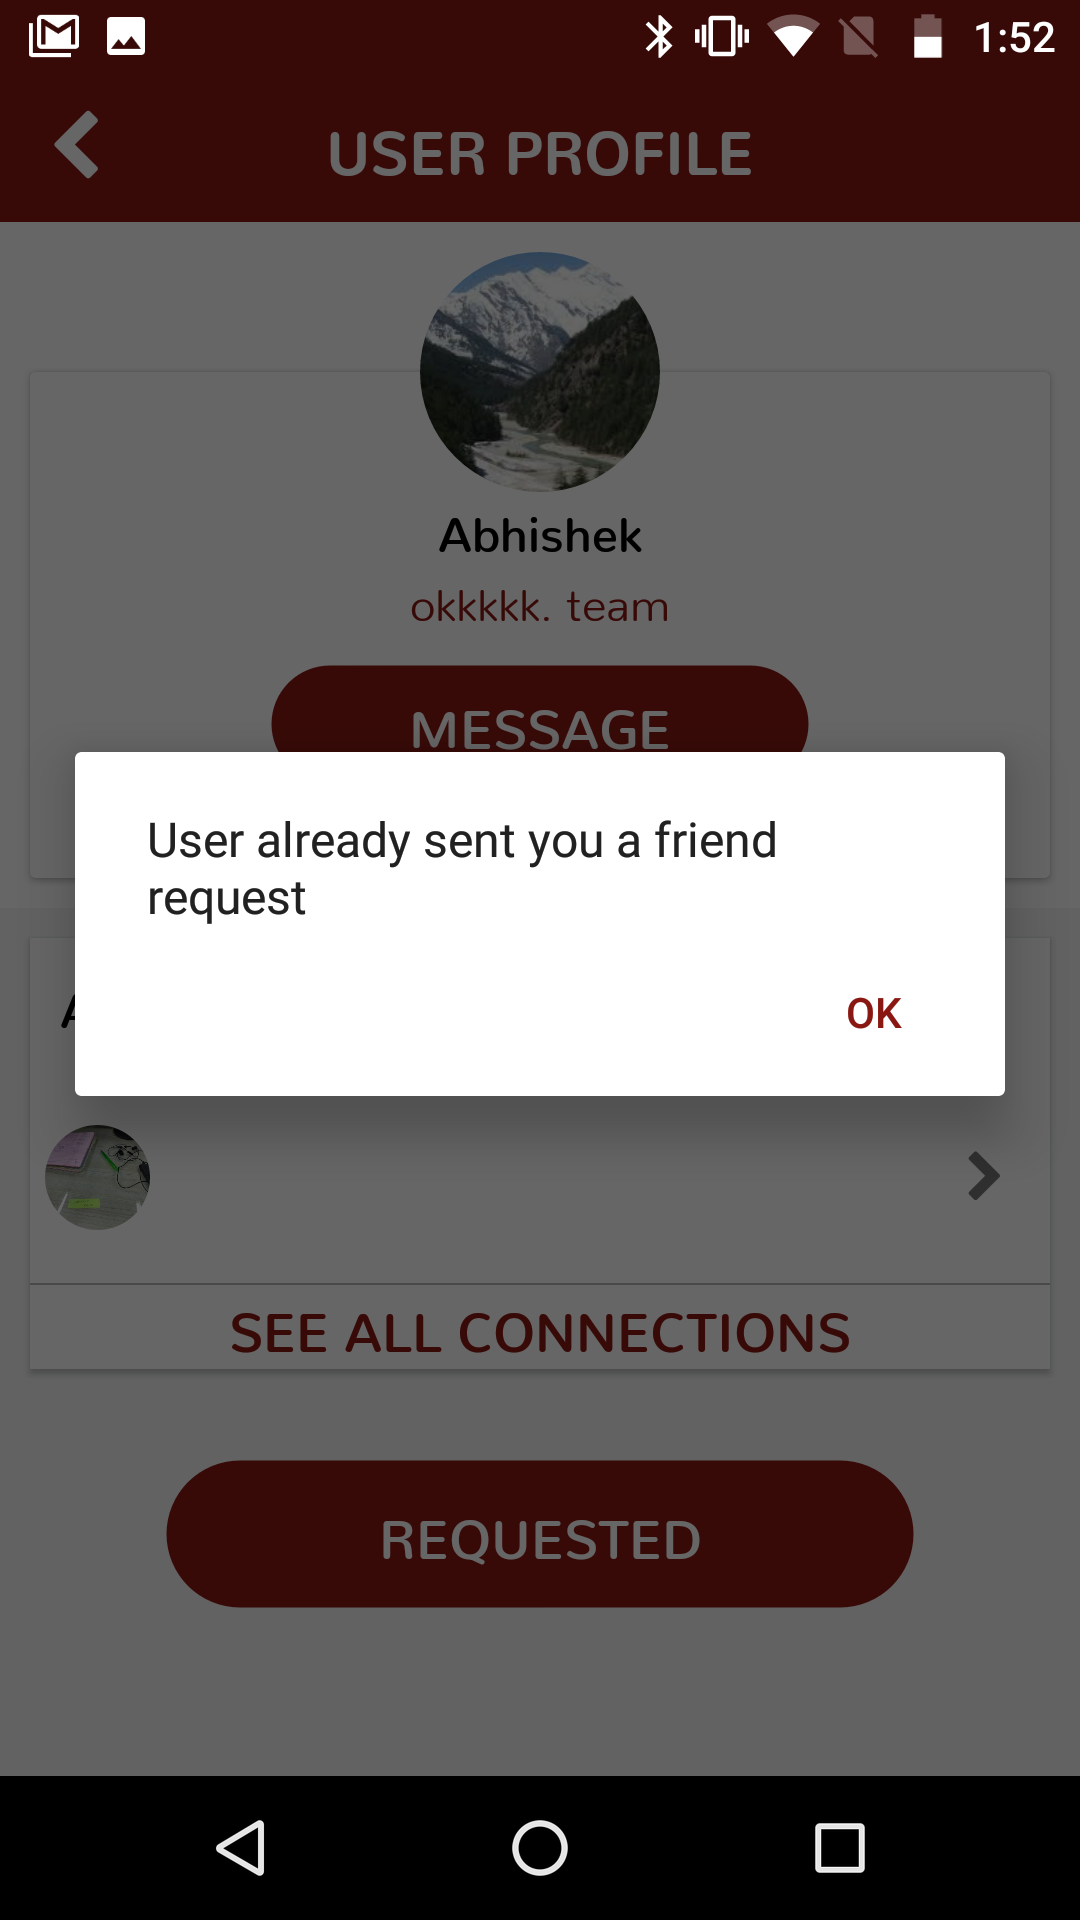 1:52
USER PROFILE
Abhishek
okkkkk. team
MESSAGE
User already sent you a friend
request
OK
SEE ALL CONNECTIONS
REQUESTED